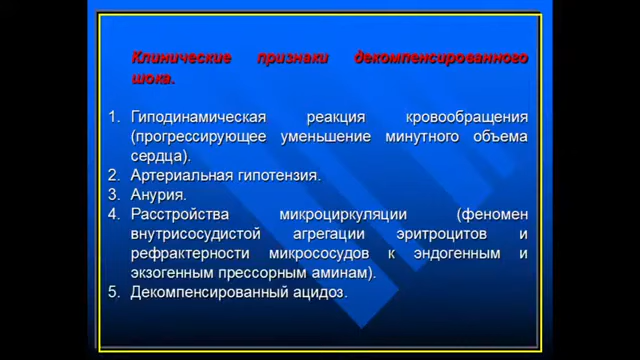 Клинические признаки декомпенсированного
шока.
1. Гиподинамическая реакция кровообращения
(прогрессирующее уменьшение минутного объема
сердца).
2. Артериальная гипотензия.
3. Анурия.
4. Расстройства микроциркуляции (феномен
внутрисосудистой агрегации эритроцитов и
рефрактерности микрососудов к эндогенным и
экзогенным прессорным аминам).
5. Декомпенсированный ацидоз.